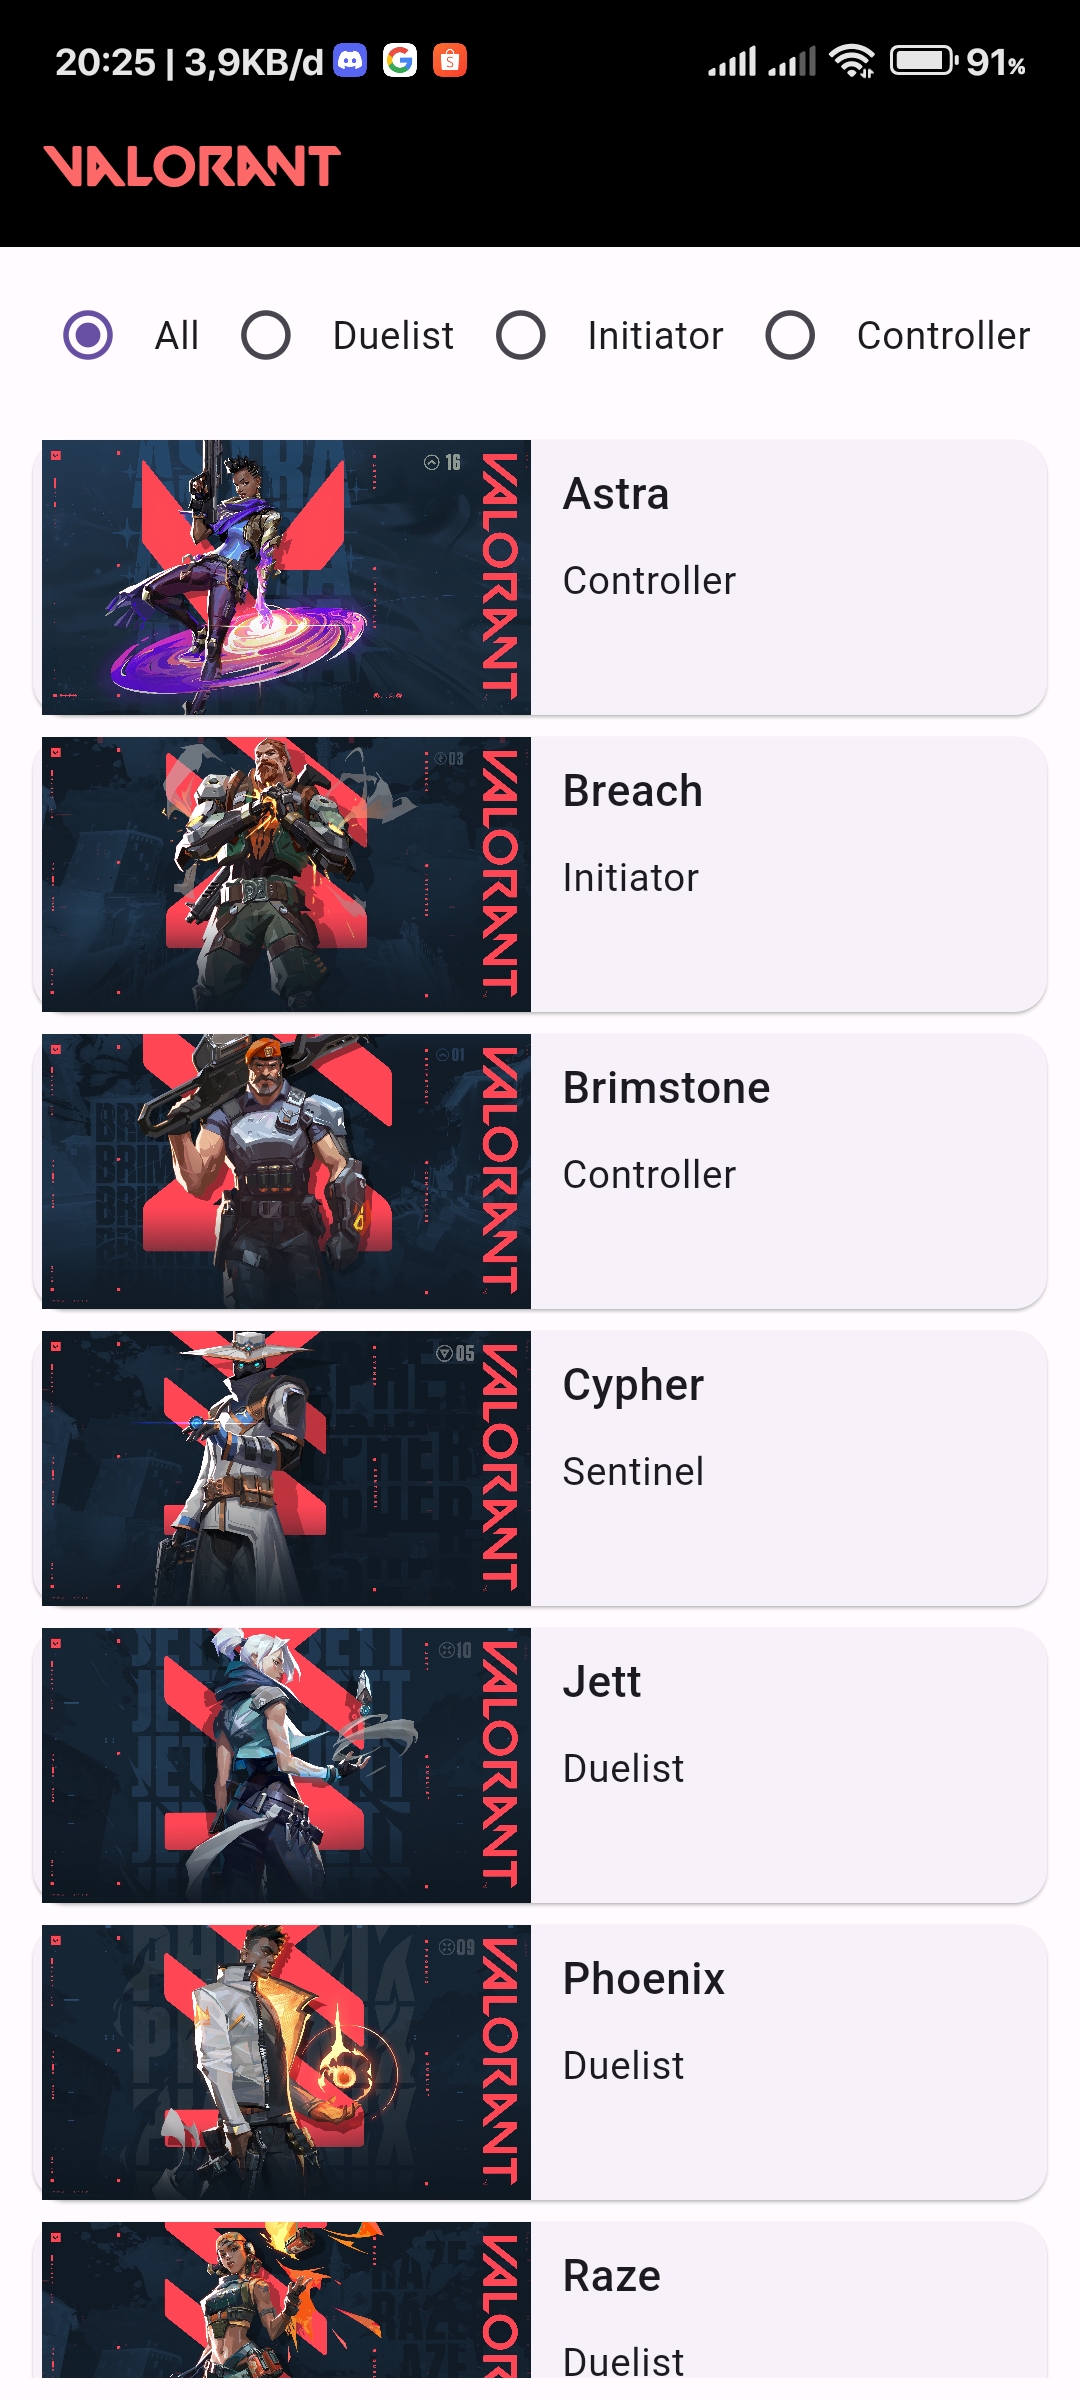 20:25 | 3,9KB/d
91%
VALORANT
All
Duelist
Initiator
Controller
16
VALORANT
Astra
Controller
03
VALORANT
Breach
Initiator
01
VALORANT
Brimstone
Controller
05
VALORANT
Cypher
Sentinel
10
VALORANT
Jett
Duelist
09
VALORANT
Phoenix
Duelist
VALOR
Raze
Duelist